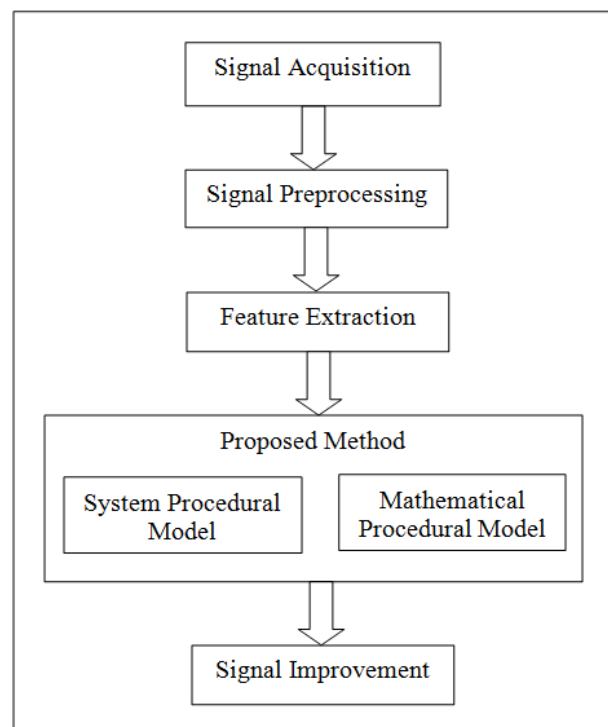 Signal Acquisition
Signal Preprocessing
Feature Extraction
Proposed Method
System Procedural
Model
Mathematical
Procedural Model
Signal Improvement